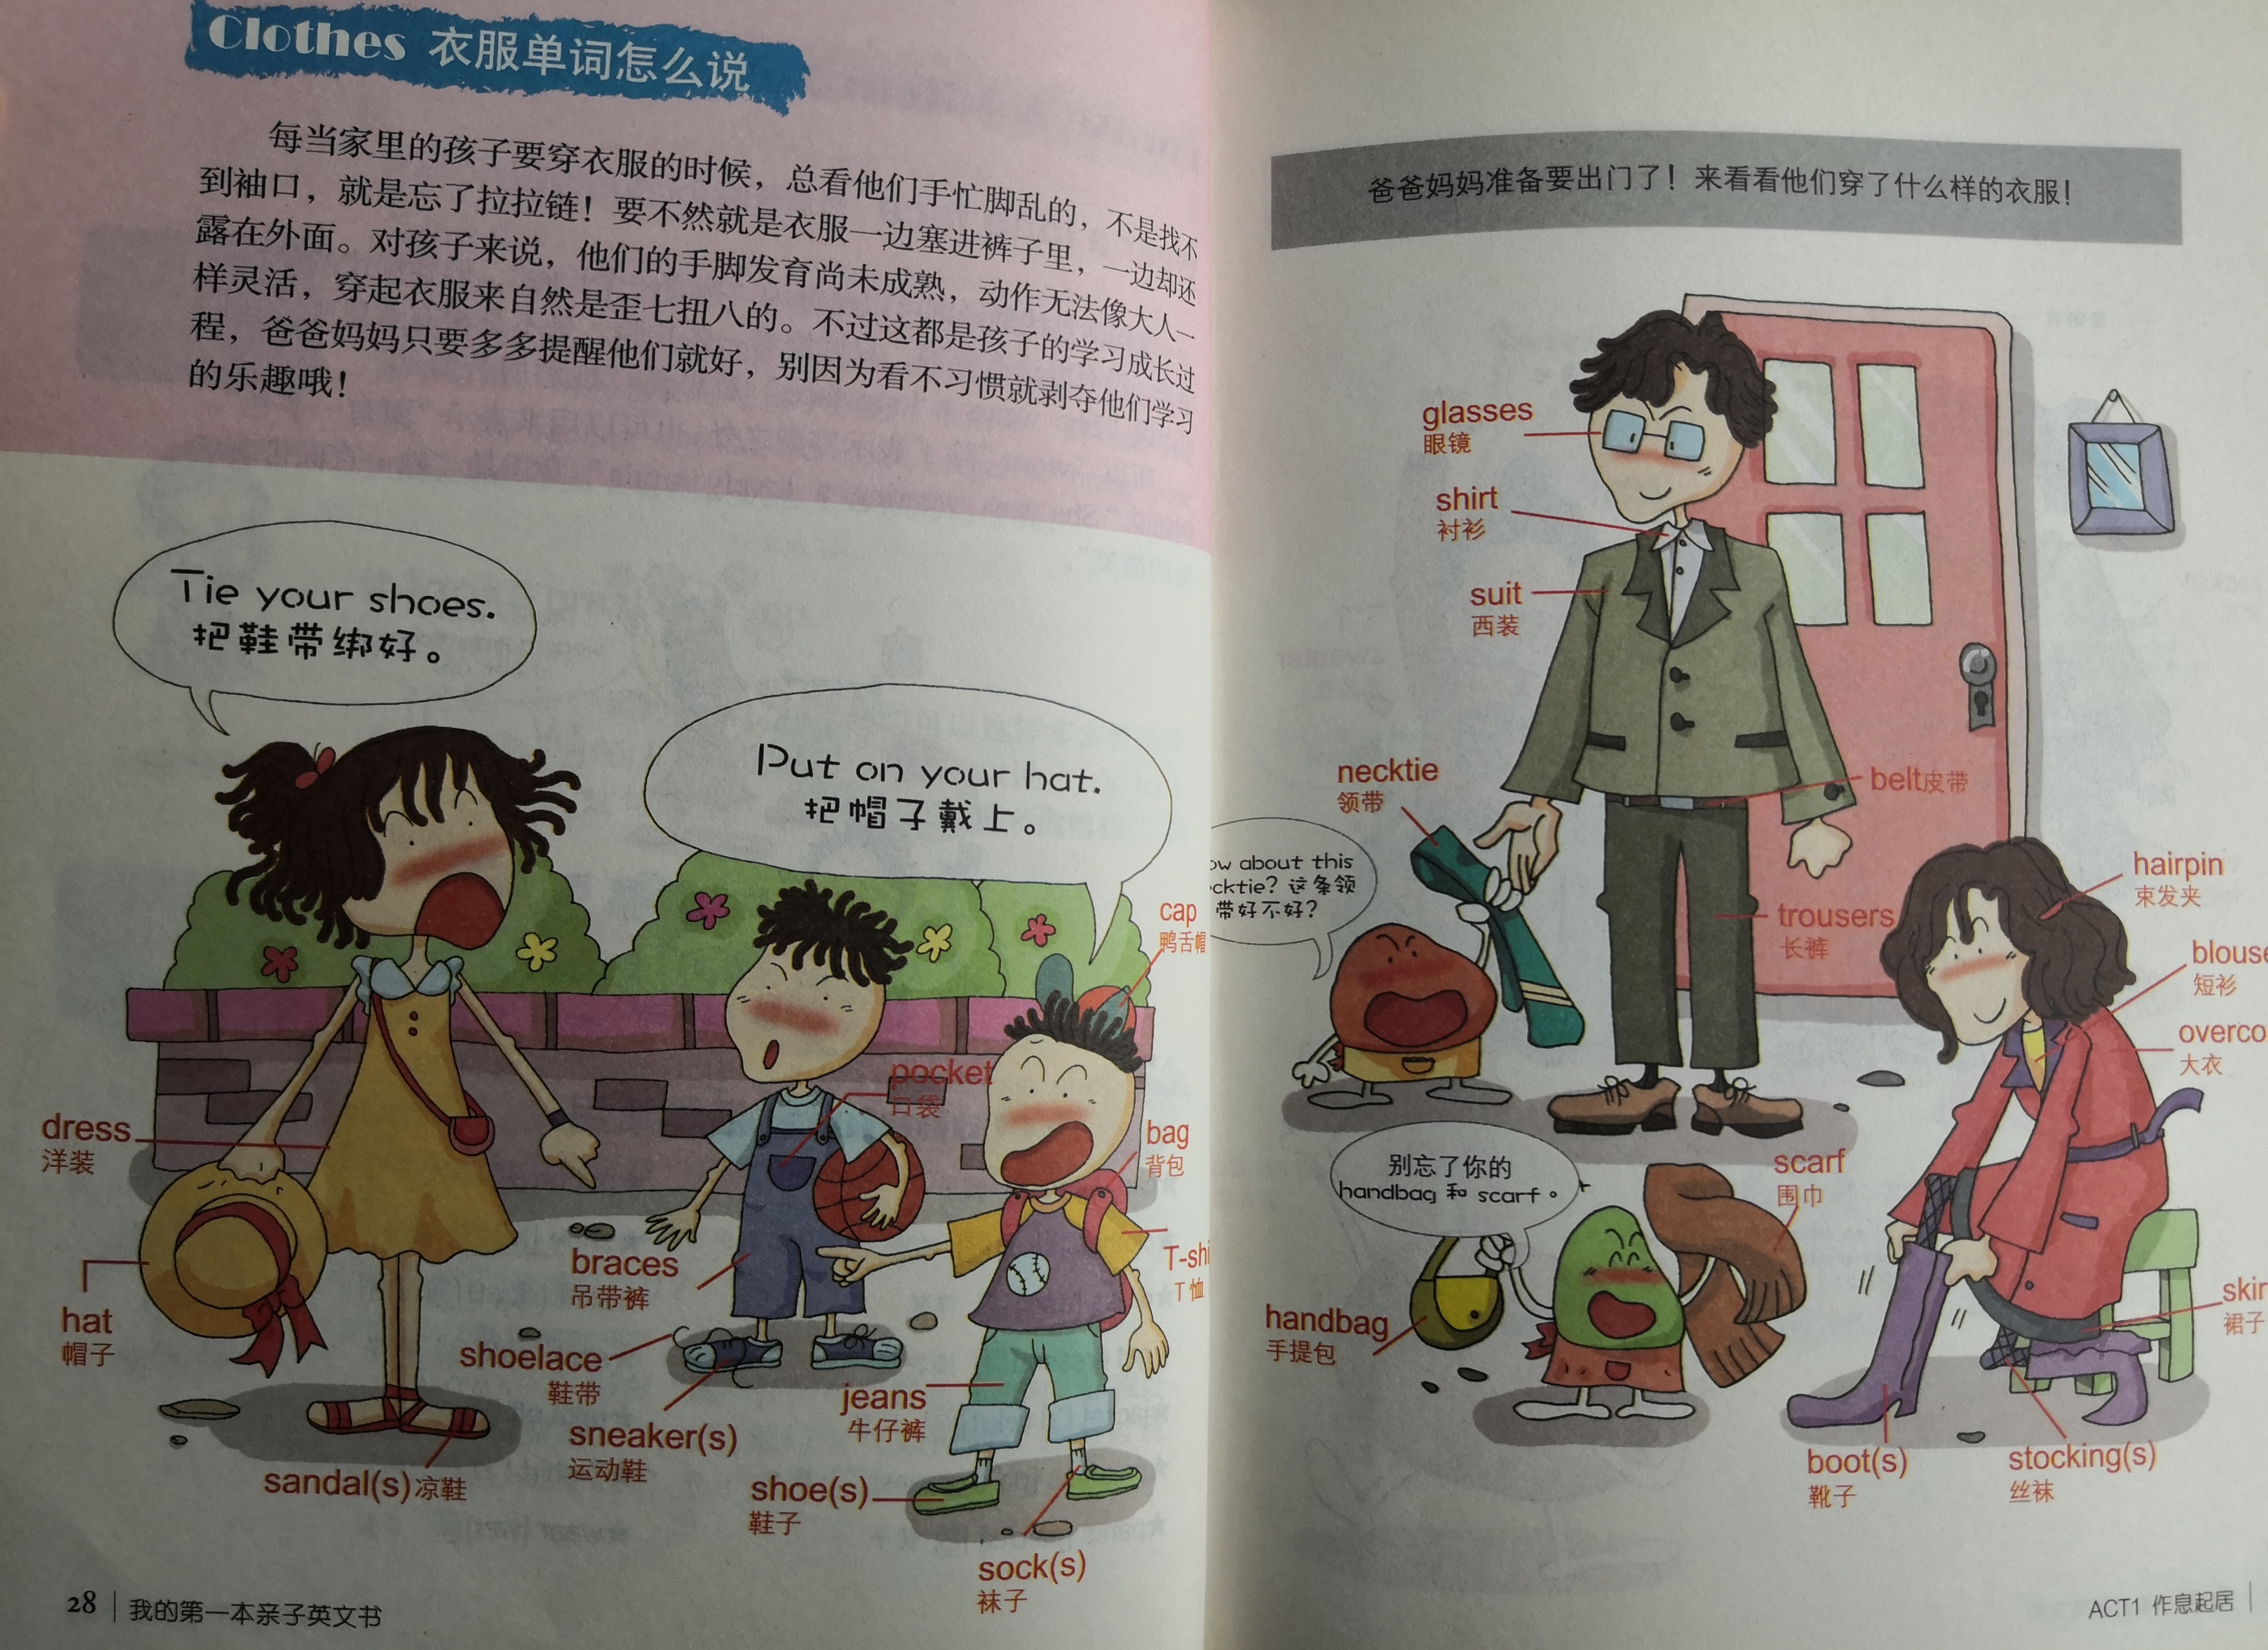 Clothes 衣服单词怎么说
每当家里的孩子要穿衣服的时候，总看他们手忙脚乱的，不是找不
到袖口，就是忘了拉拉链！要不然就是衣服一边塞进裤子里，一边却还
露在外面。对孩子来说，他们的手脚发育尚未成熟，动作无法像大人一
样灵活，穿起衣服来自然是歪七扭八的。不过这都是孩子的学习成长过
程，爸爸妈妈只要多多提醒他们就好，别因为看不习惯就剥夺他们学习
的乐趣哦！
Tie your shoes.
把鞋带绑好。
Put on your hat.
把帽子戴上。
cap
鸭舌帽
pocket
口袋
dress
洋装
bag
背包
braces
吊带裤
T-shi
T恤
hat
帽子
shoelace
鞋带
jeans
牛仔裤
sneaker(s)
运动鞋
sandal(s) 凉鞋
shoe(s)
鞋子
sock(s)
袜子
28 | 我的第一本亲子英文书
爸爸妈妈准备要出门了！来看看他们穿了什么样的衣服！
glasses
眼镜
shirt
衬衫
suit
西装
necktie
领带
belt皮带
ow about this
ecktie? 这条领
带好不好？
hairpin
束发夹
trousers
长裤
blouse
短衫
overco
大衣
别忘了你的
handbag 和 scarf。
scarf
围巾
handbag
手提包
skir
裙子
boot(s)
靴子
stocking(s)
丝袜
ACT1 作息起居 |